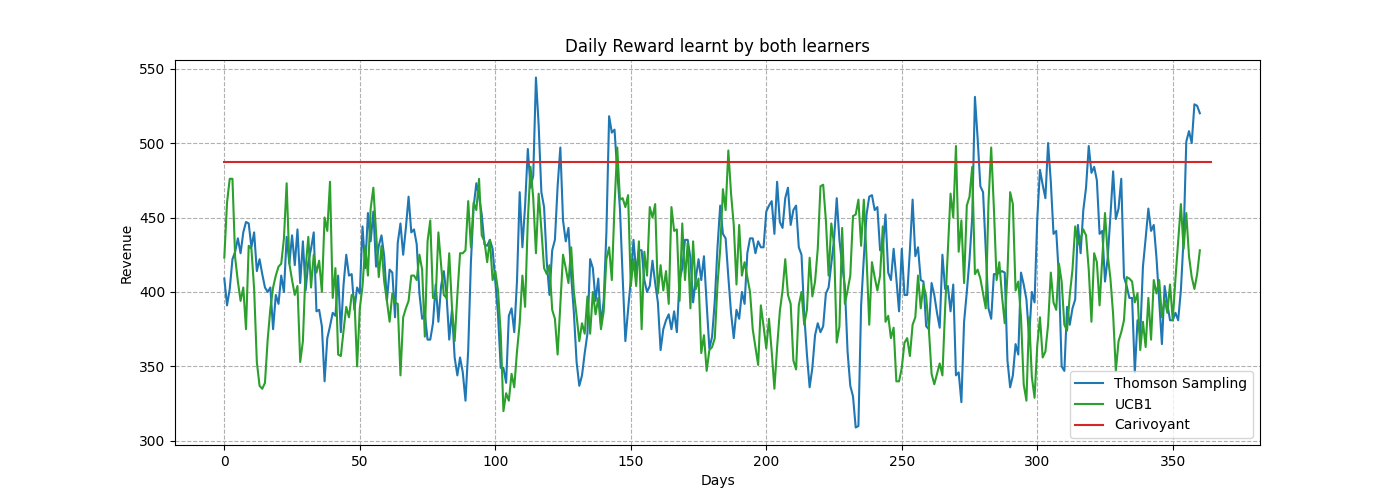 Daily Reward learnt by both learners
550
500
450
400
350
300
Revenue
0 50 100 150 200 250 300 350
Days
Thomson Sampling
UCB1
Carivoyant